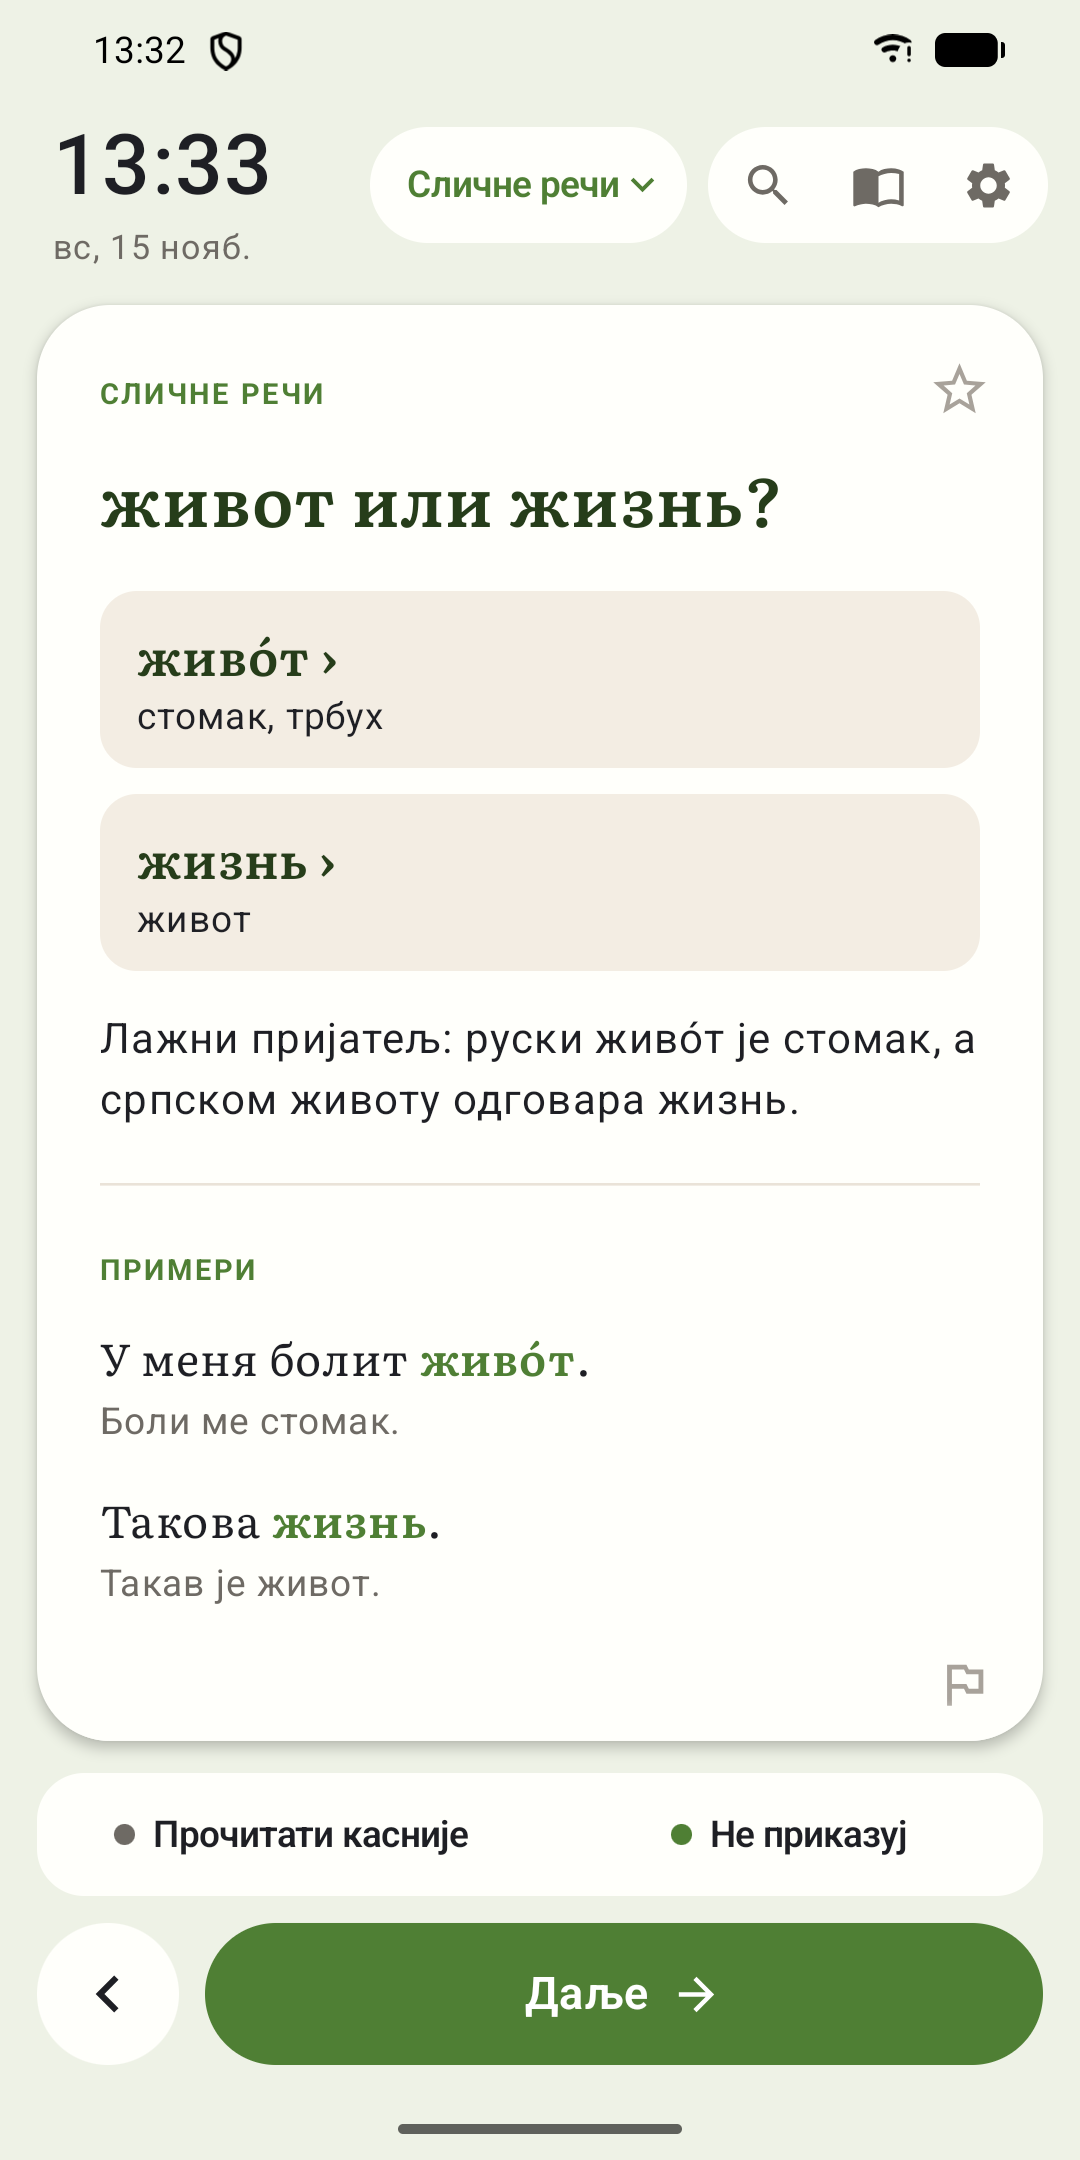 13:32
13:33
вс, 15 нояб.
Сличне речи
СЛИЧНЕ РЕЧИ
живот или жизнь?
живо́т ›
стомак, трбух
жизнь ›
живот
Лажни пријатељ: руски живо́т је стомак, а
српском животу одговара жизнь.
ПРИМЕРИ
У меня болит живо́т.
Боли ме стомак.
Такова жизнь.
Такав је живот.
Прочитати касније
Не приказуј
Даље →